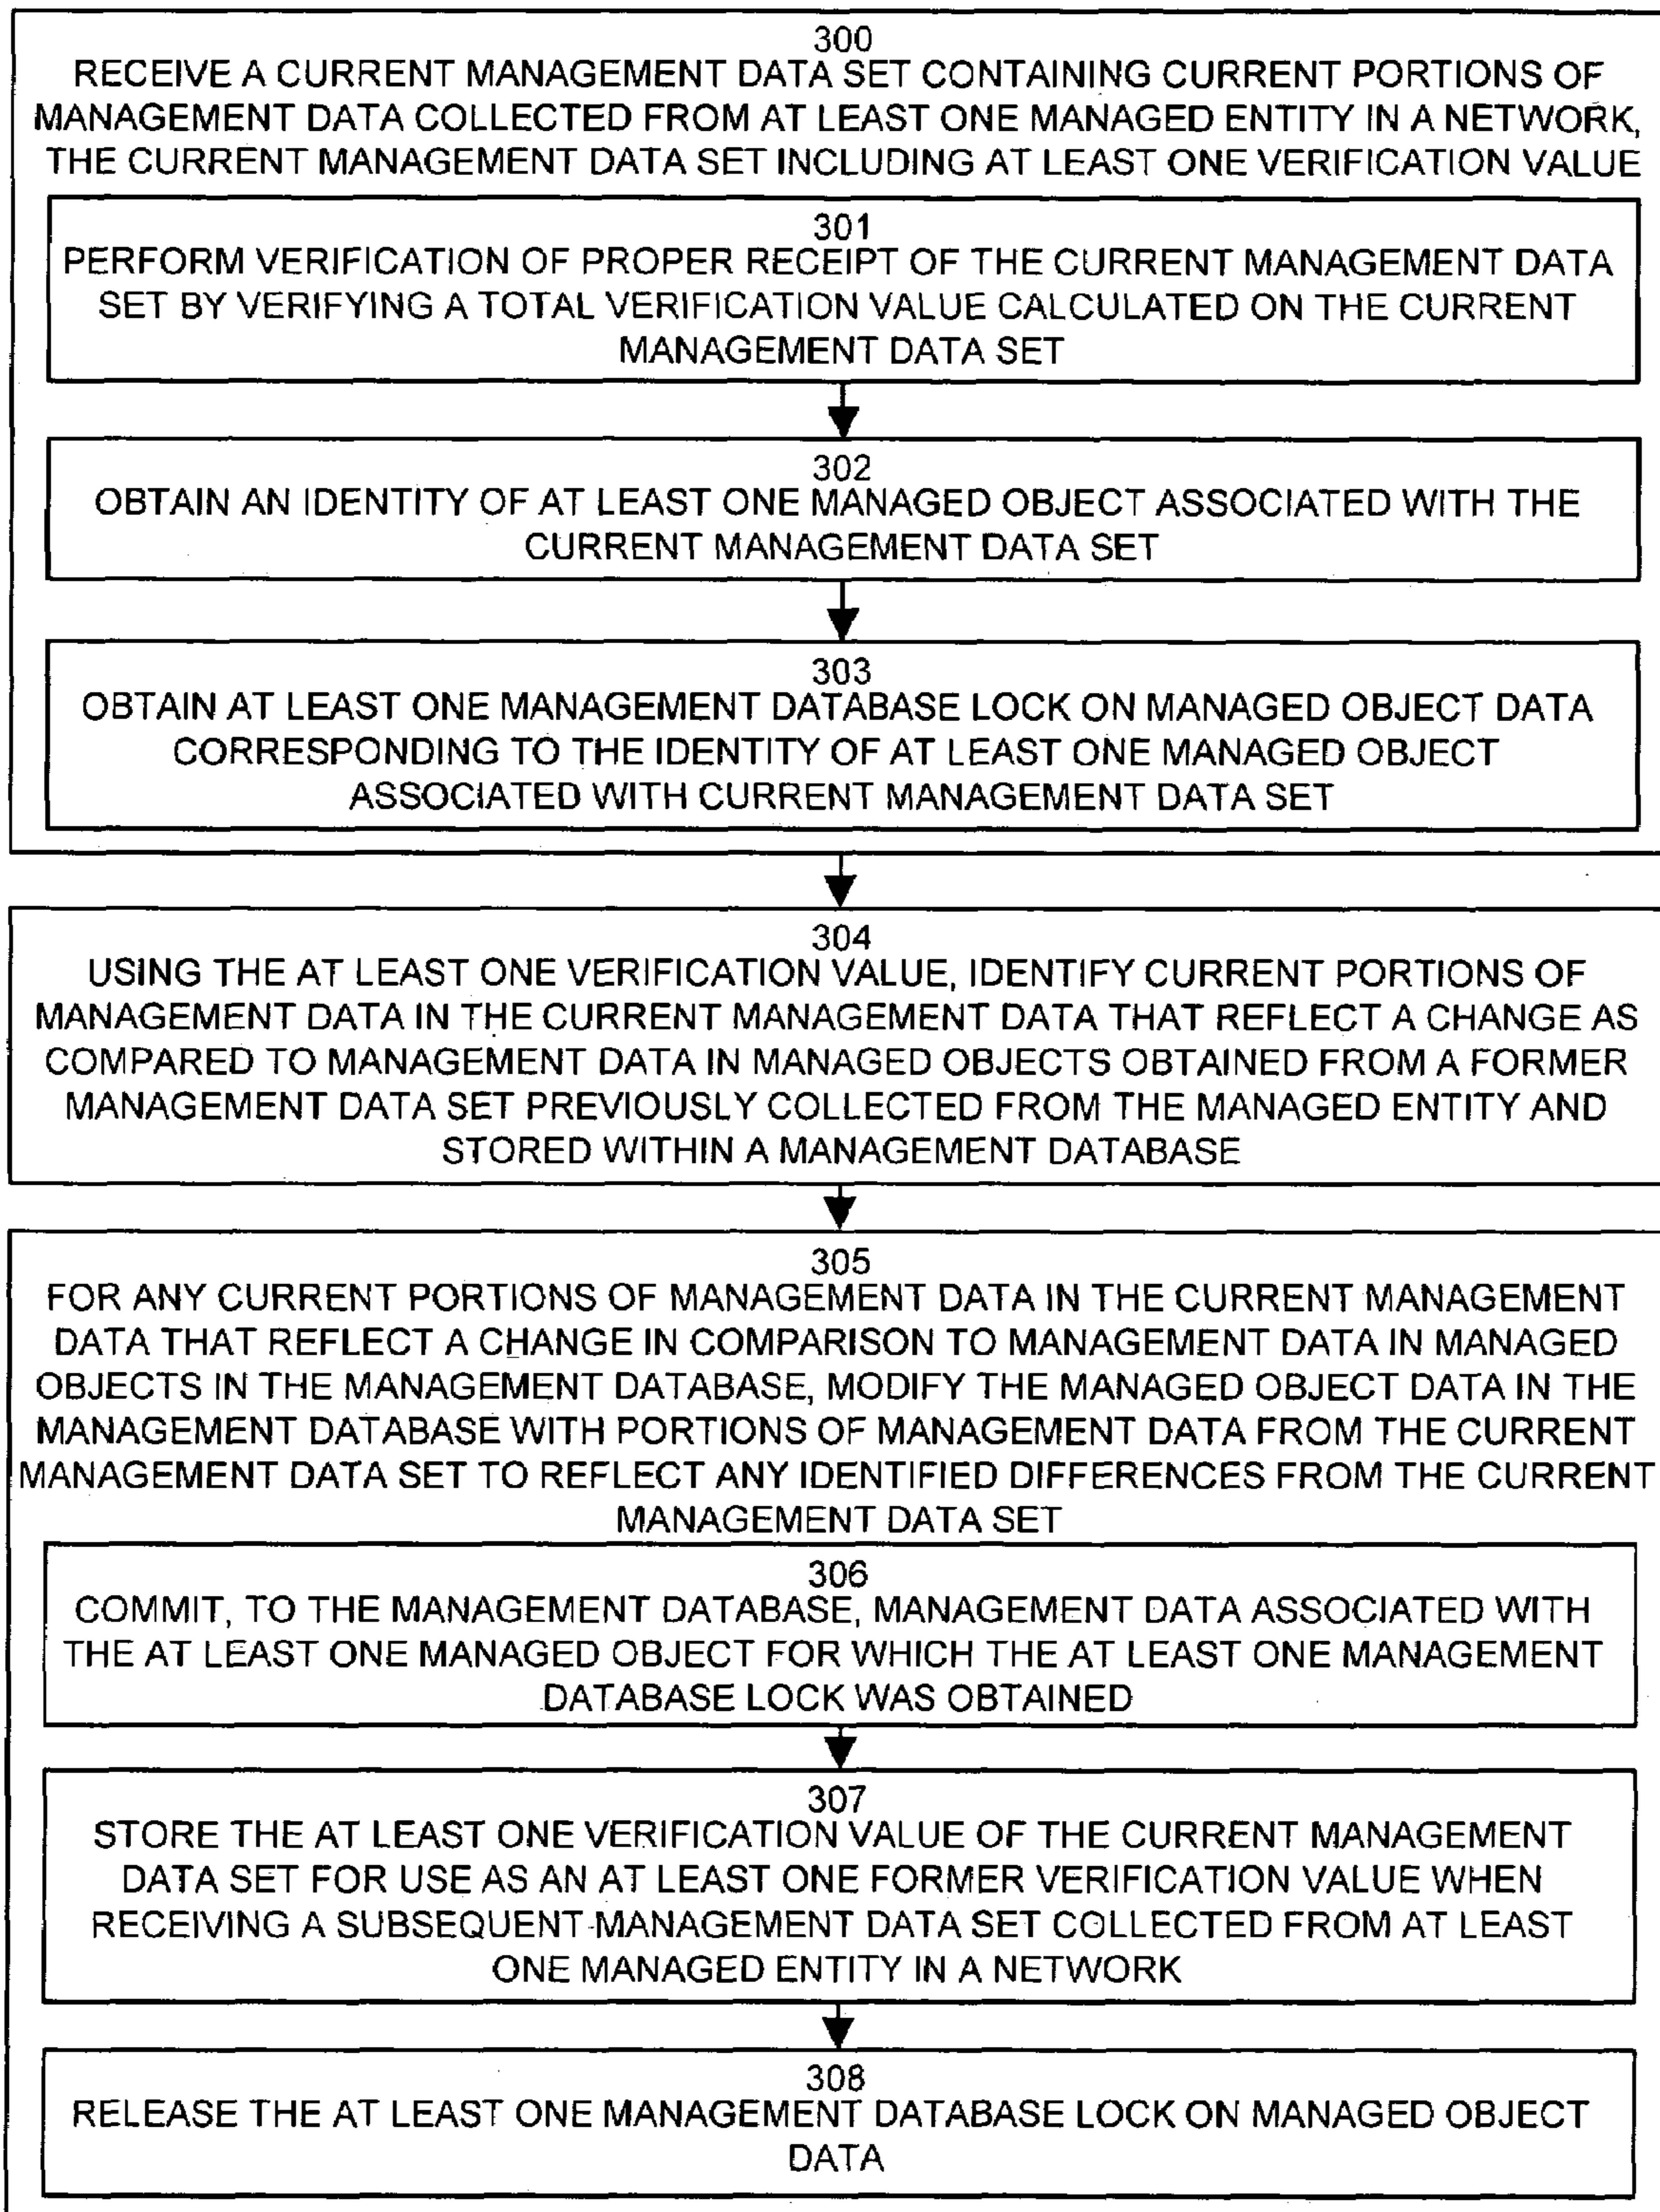 300
RECEIVE A CURRENT MANAGEMENT DATA SET CONTAINING CURRENT PORTIONS OF
MANAGEMENT DATA COLLECTED FROM AT LEAST ONE MANAGED ENTITY IN A NETWORK,
THE CURRENT MANAGEMENT DATA SET INCLUDING AT LEAST ONE VERIFICATION VALUE
301
PERFORM VERIFICATION OF PROPER RECEIPT OF THE CURRENT MANAGEMENT DATA
SET BY VERIFYING A TOTAL VERIFICATION VALUE CALCULATED ON THE CURRENT
MANAGEMENT DATA SET
302
OBTAIN AN IDENTITY OF AT LEAST ONE MANAGED OBJECT ASSOCIATED WITH THE
CURRENT MANAGEMENT DATA SET
303
OBTAIN AT LEAST ONE MANAGEMENT DATABASE LOCK ON MANAGED OBJECT DATA
CORRESPONDING TO THE IDENTITY OF AT LEAST ONE MANAGED OBJECT
ASSOCIATED WITH CURRENT MANAGEMENT DATA SET
304
USING THE AT LEAST ONE VERIFICATION VALUE, IDENTIFY CURRENT PORTIONS OF
MANAGEMENT DATA IN THE CURRENT MANAGEMENT DATA THAT REFLECT A CHANGE AS
COMPARED TO MANAGEMENT DATA IN MANAGED OBJECTS OBTAINED FROM A FORMER
MANAGEMENT DATA SET PREVIOUSLY COLLECTED FROM THE MANAGED ENTITY AND
STORED WITHIN A MANAGEMENT DATABASE
305
FOR ANY CURRENT PORTIONS OF MANAGEMENT DATA IN THE CURRENT MANAGEMENT
DATA THAT REFLECT A CHANGE IN COMPARISON TO MANAGEMENT DATA IN MANAGED
OBJECTS IN THE MANAGEMENT DATABASE, MODIFY THE MANAGED OBJECT DATA IN THE
MANAGEMENT DATABASE WITH PORTIONS OF MANAGEMENT DATA FROM THE CURRENT
MANAGEMENT DATA SET TO REFLECT ANY IDENTIFIED DIFFERENCES FROM THE CURRENT
MANAGEMENT DATA SET
306
COMMIT, TO THE MANAGEMENT DATABASE, MANAGEMENT DATA ASSOCIATED WITH
THE AT LEAST ONE MANAGED OBJECT FOR WHICH THE AT LEAST ONE MANAGEMENT
DATABASE LOCK WAS OBTAINED
307
STORE THE AT LEAST ONE VERIFICATION VALUE OF THE CURRENT MANAGEMENT
DATA SET FOR USE AS AN AT LEAST ONE FORMER VERIFICATION VALUE WHEN
RECEIVING A SUBSEQUENT MANAGEMENT DATA SET COLLECTED FROM AT LEAST
ONE MANAGED ENTITY IN A NETWORK
308
RELEASE THE AT LEAST ONE MANAGEMENT DATABASE LOCK ON MANAGED OBJECT
DATA